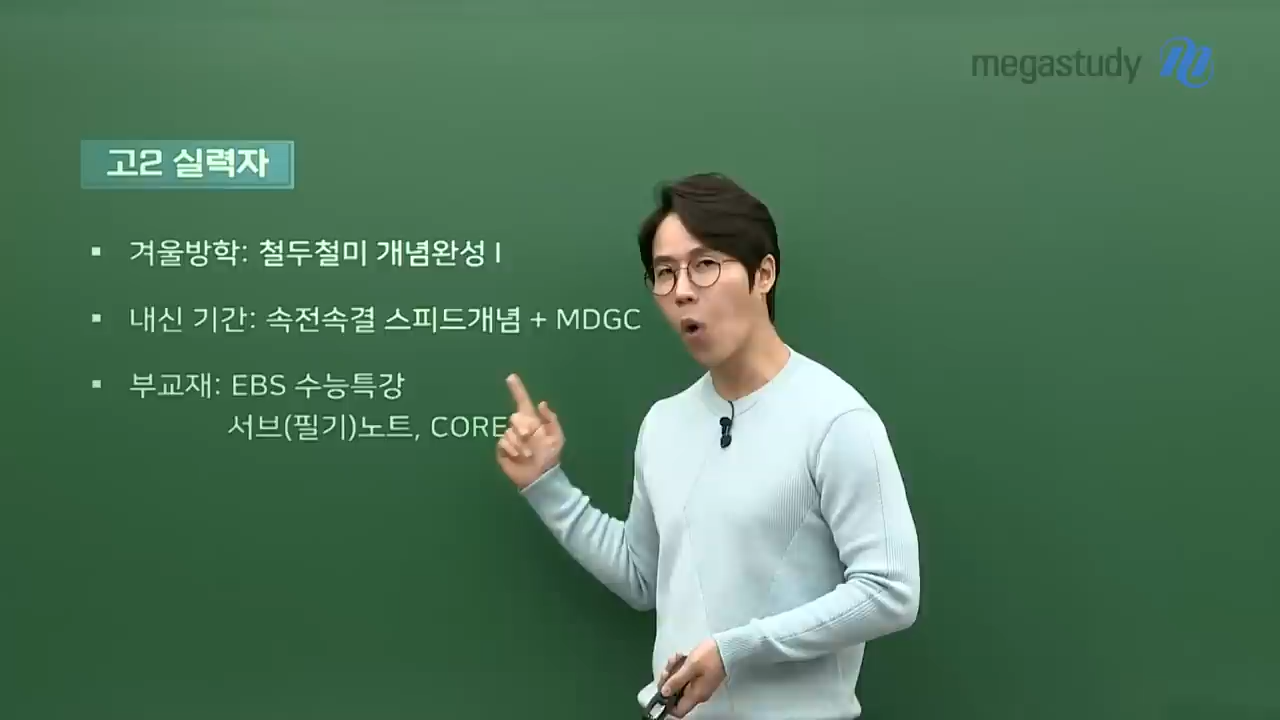 megastudy
고2 실력자
▪ 겨울방학: 철두철미 개념완성 I
▪ 내신 기간: 속전속결 스피드개념 + MDGC
▪ 부교재: EBS 수능특강
서브(필기)노트, CORE